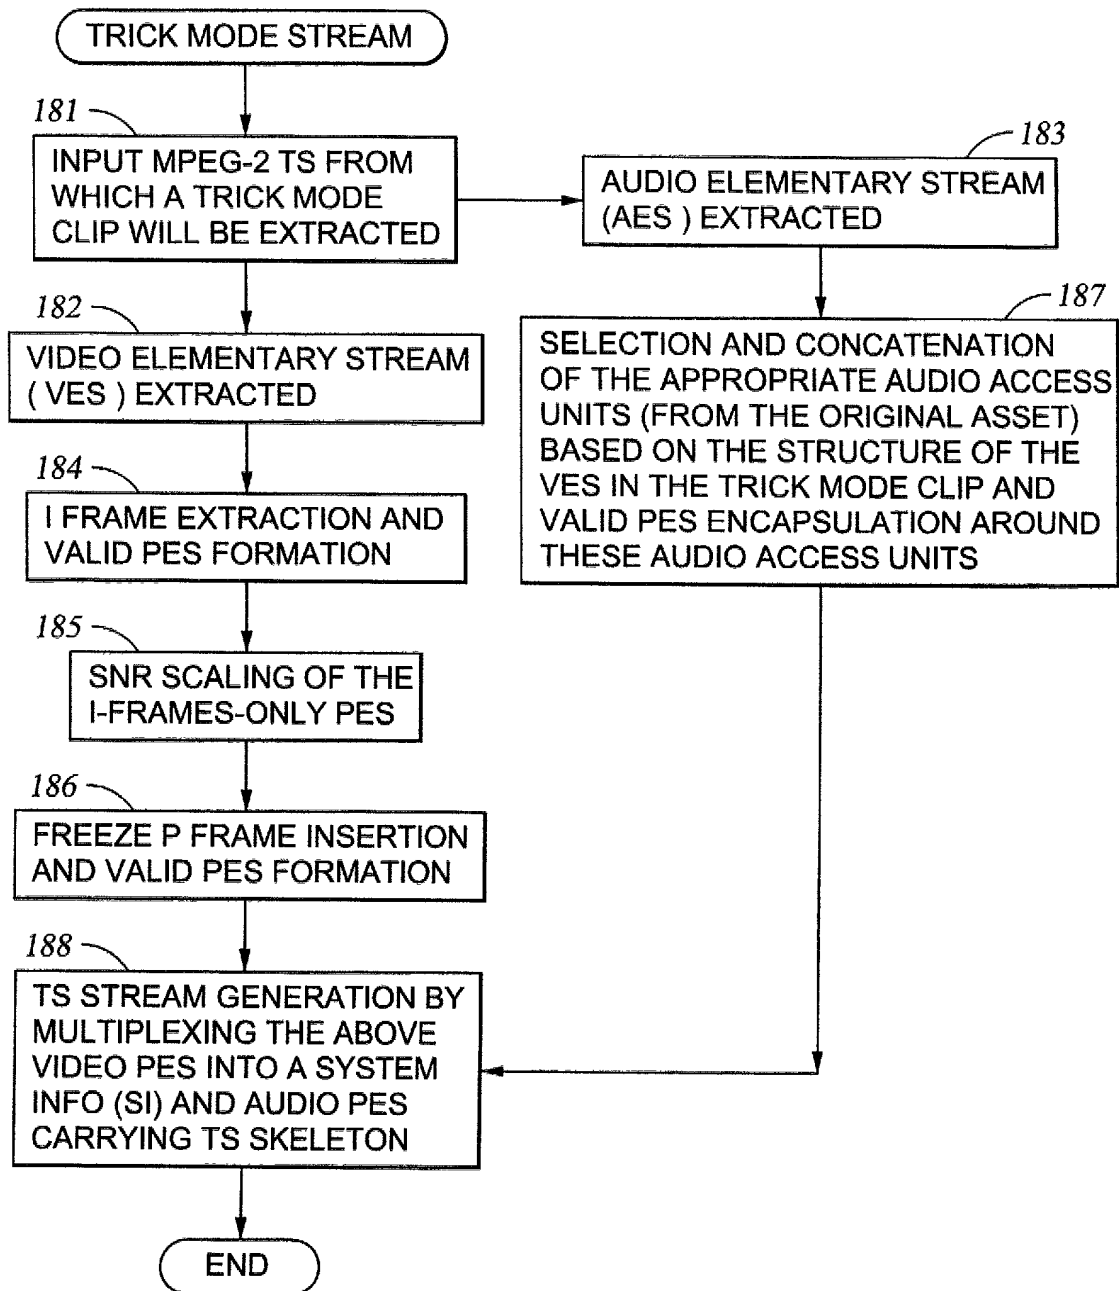 TRICK MODE STREAM
181
INPUT MPEG-2 TS FROM
WHICH A TRICK MODE
CLIP WILL BE EXTRACTED
183
AUDIO ELEMENTARY STREAM
(AES ) EXTRACTED
182
VIDEO ELEMENTARY STREAM
( VES ) EXTRACTED
187
SELECTION AND CONCATENATION
OF THE APPROPRIATE AUDIO ACCESS
UNITS (FROM THE ORIGINAL ASSET)
BASED ON THE STRUCTURE OF THE
VES IN THE TRICK MODE CLIP AND
VALID PES ENCAPSULATION AROUND
THESE AUDIO ACCESS UNITS
184
I FRAME EXTRACTION AND
VALID PES FORMATION
185
SNR SCALING OF THE
I-FRAMES-ONLY PES
186
FREEZE P FRAME INSERTION
AND VALID PES FORMATION
188
TS STREAM GENERATION BY
MULTIPLEXING THE ABOVE
VIDEO PES INTO A SYSTEM
INFO (SI) AND AUDIO PES
CARRYING TS SKELETON
END